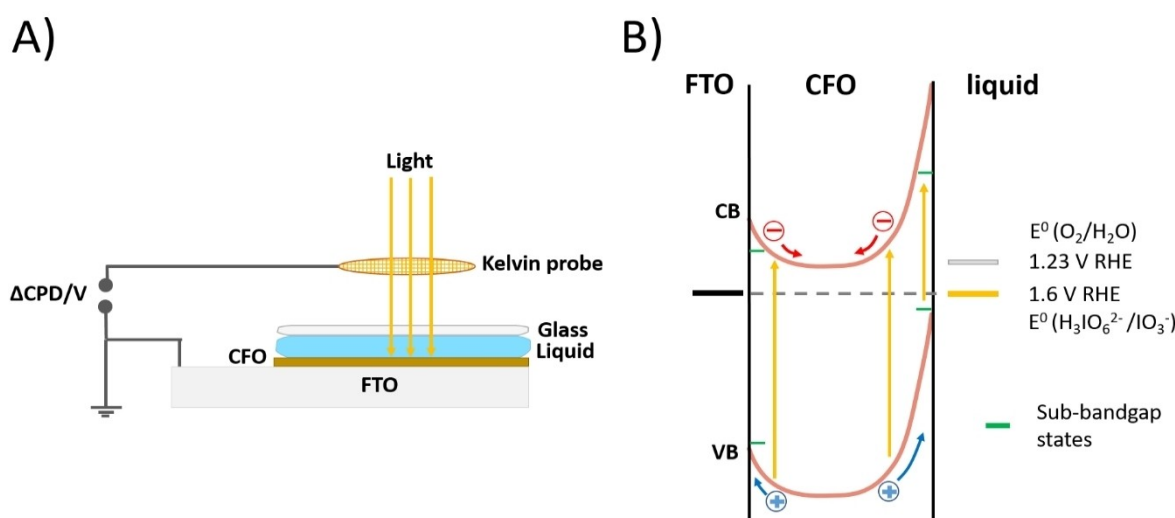 A)
Light
Kelvin probe
ΔCPD/V
Glass
Liquid
CFO
FTO
B)
FTO CFO liquid
CB
E⁰ (O₂/H₂O)
1.23 V RHE
1.6 V RHE
E⁰ (H₃IO₆²⁻/IO₃⁻)
Sub-bandgap
states
VB